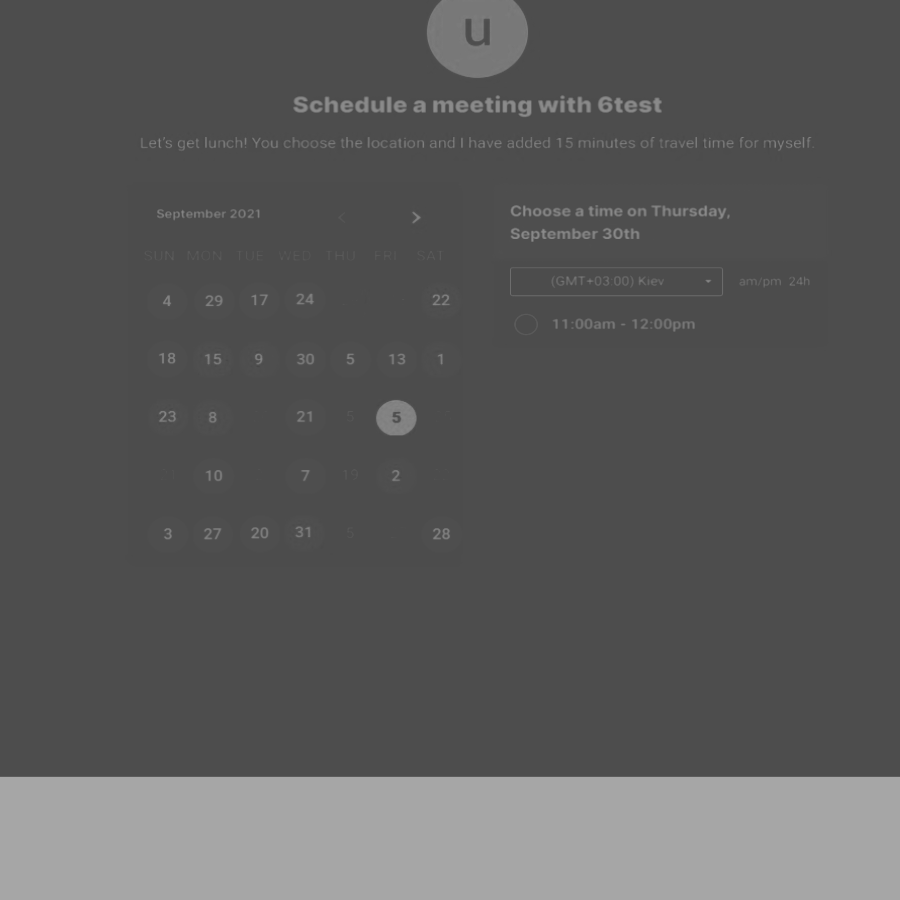 u
Schedule a meeting with 6test
Let's get lunch! You choose the location and I have added 15 minutes of travel time for myself.
September 2021 < >
SUN MON TUE WED THU FRI SAT
4 29 17 24 22
18 15 9 30 5 13 1
23 8 21 5 5
10 7 19 2
3 27 20 31 5 28
Choose a time on Thursday,
September 30th
(GMT+03:00) Kiev am/pm 24h
11:00am - 12:00pm